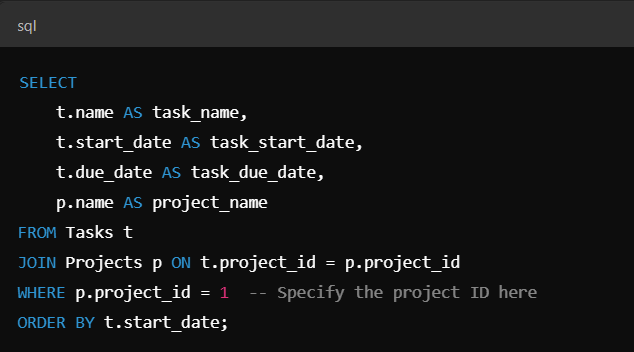 sql
SELECT
t.name AS task_name,
t.start_date AS task_start_date,
t.due_date AS task_due_date,
p.name AS project_name
FROM Tasks t
JOIN Projects p ON t.project_id = p.project_id
WHERE p.project_id = 1  -- Specify the project ID here
ORDER BY t.start_date;